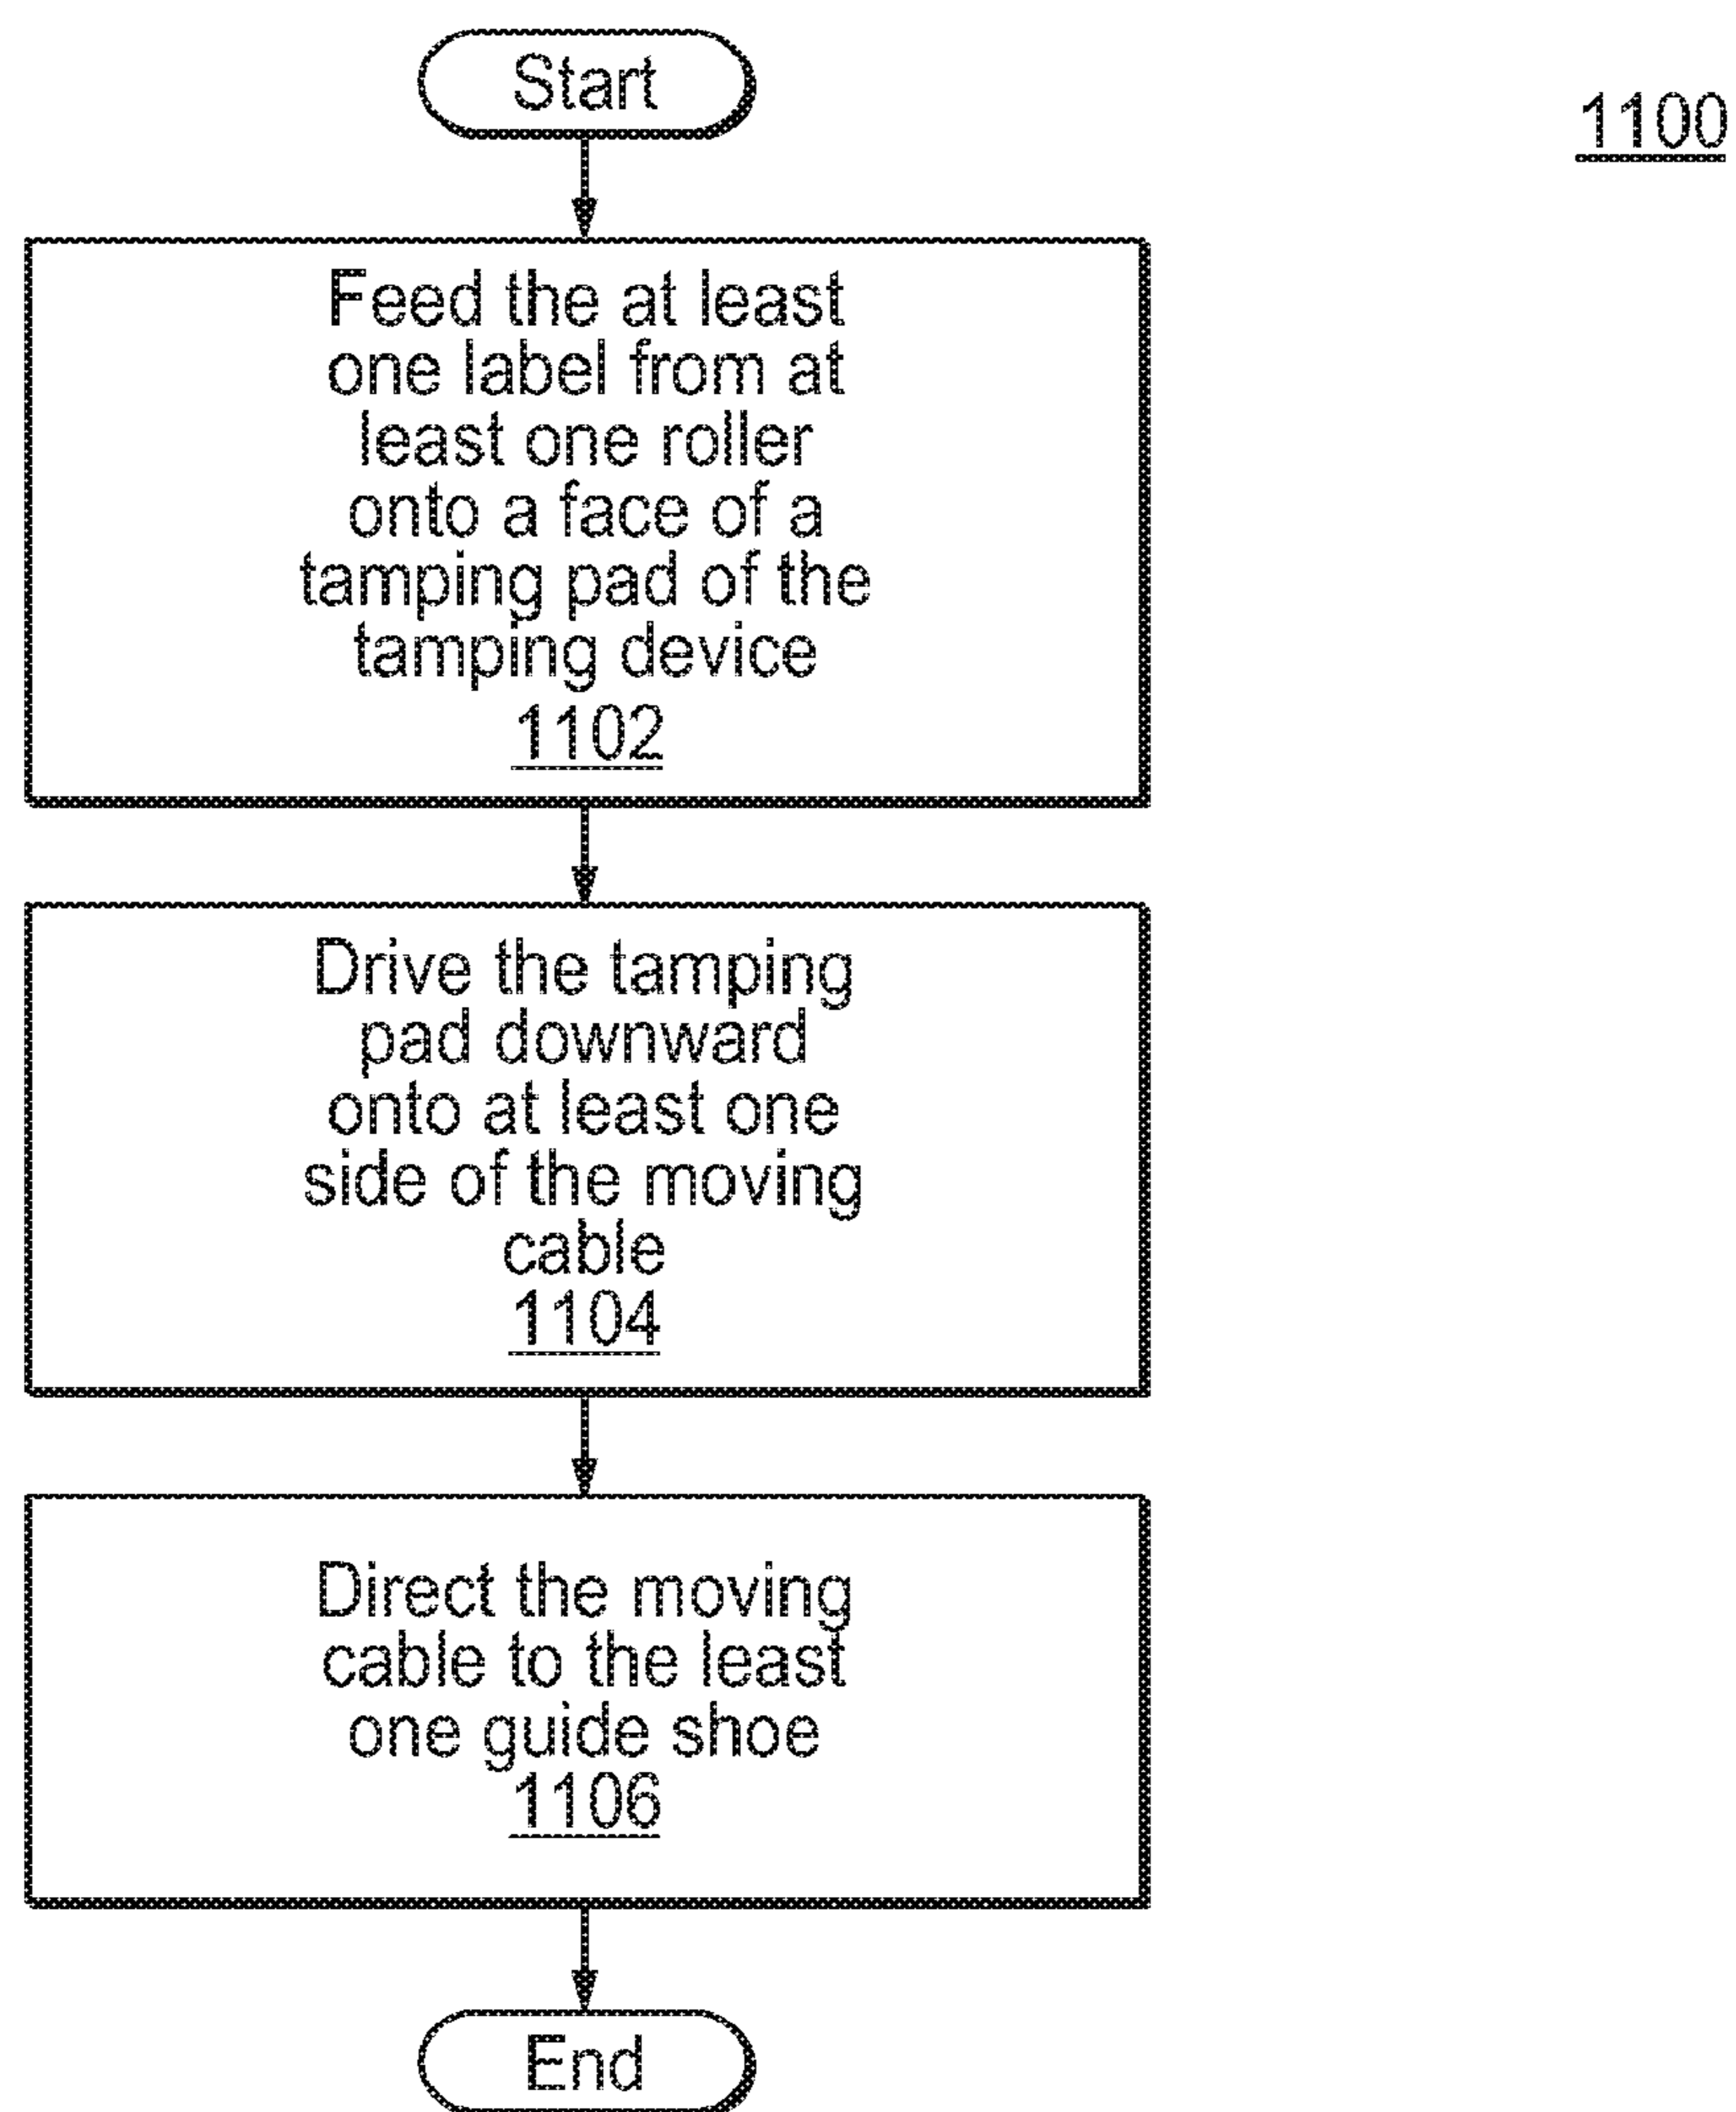 Start
1100
Feed the at least
one label from at
least one roller
onto a face of a
tamping pad of the
tamping device
1102
Drive the tamping
pad downward
onto at least one
side of the moving
cable
1104
Direct the moving
cable to the least
one guide shoe
1106
End